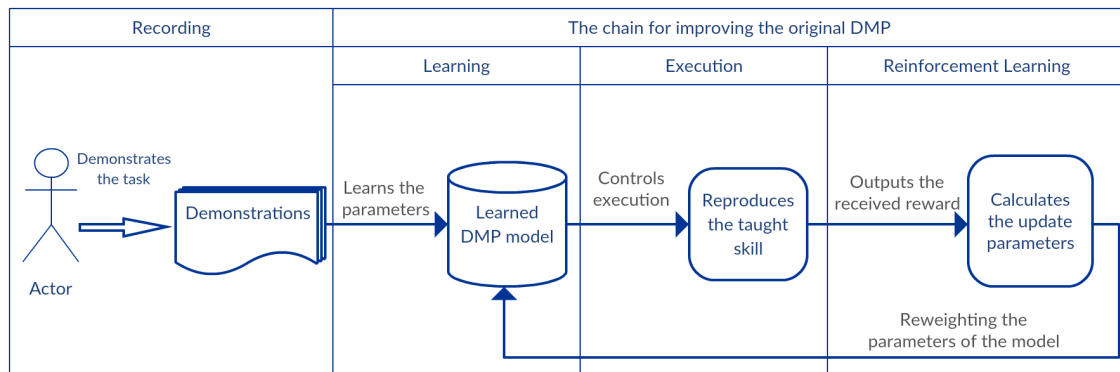 Recording
The chain for improving the original DMP
Learning
Execution
Reinforcement Learning
Demonstrates
the task
Actor
Demonstrations
Learns the
parameters
Learned
DMP model
Controls
execution
Reproduces
the taught
skill
Outputs the
received reward
Calculates
the update
parameters
Reweighting the
parameters of the model